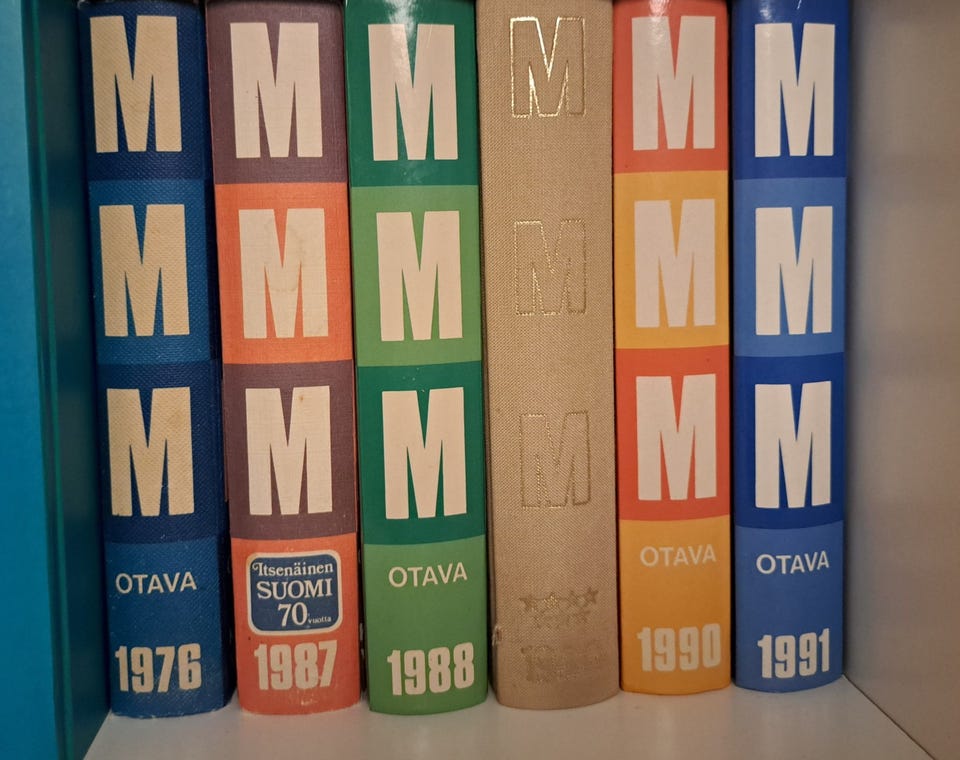 M
M
M
OTAVA
1976
M
M
M
Itsenäinen
SUOMI
70 vuotta
1987
M
M
M
OTAVA
1988
M
M
M
M
M
M
OTAVA
1990
M
M
M
OTAVA
1991